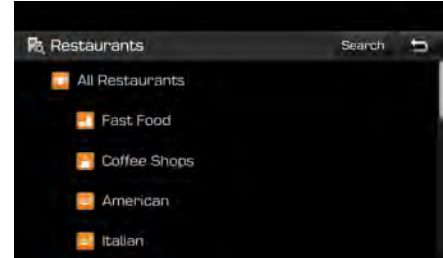 Restaurants Search
All Restaurants
Fast Food
Coffee Shops
American
Italian